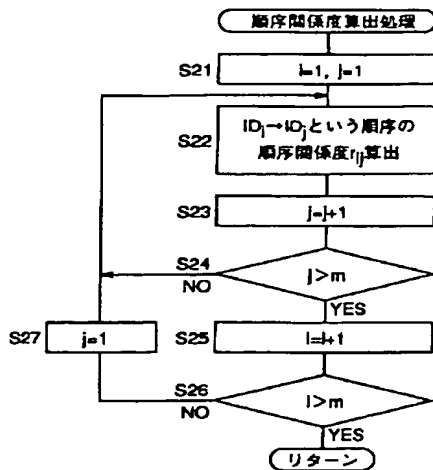 順序関係度算出処理
S21
i=1, j=1
S22
IDi→IDjという順序の
順序関係度rij算出
S23
j=j+1
S24
j>m
NO
YES
S27
j=1
S25
i=i+1
S26
i>m
NO
YES
リターン